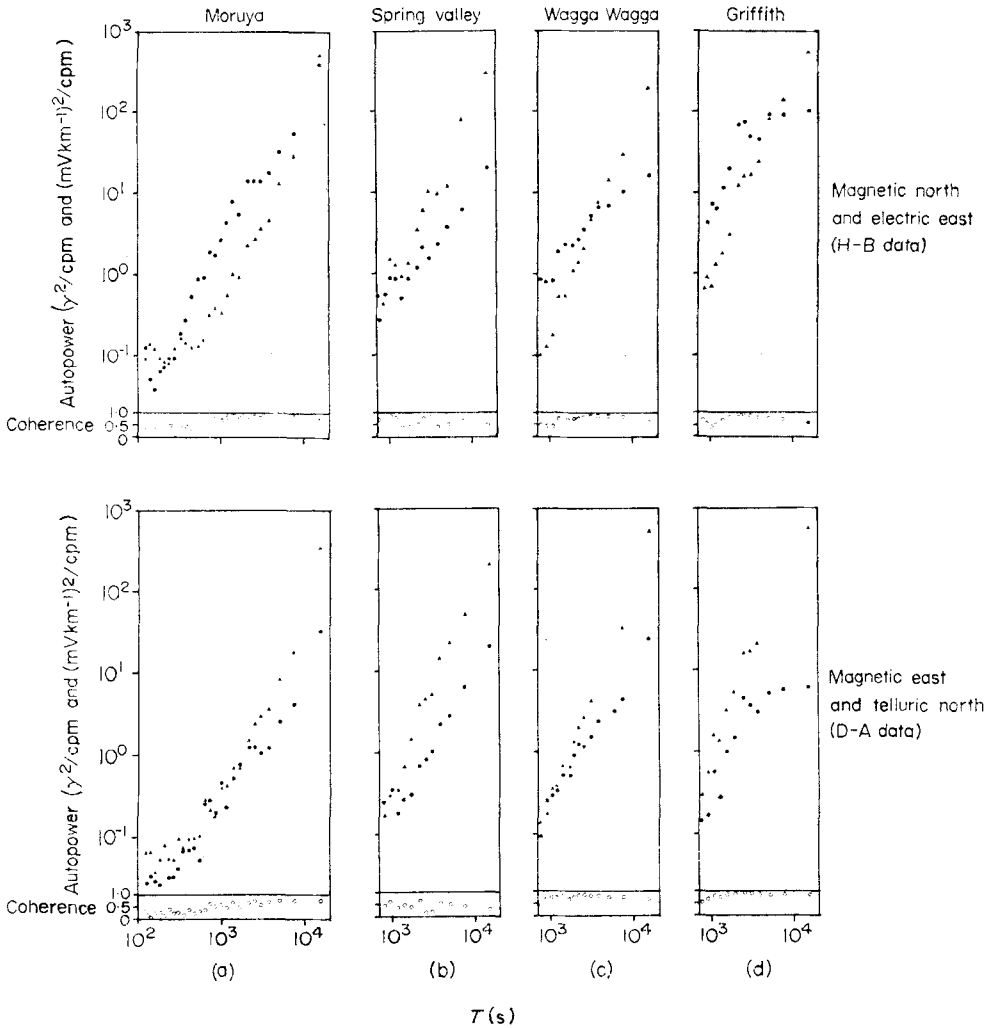 Moruya
Spring valley
Wagga Wagga
Griffith
Autopower (γ²/cpm and (mVkm⁻¹)²/cpm)
10³
10²
10¹
10⁰
10⁻¹
1·0
Coherence 0·5
0
Magnetic north
and electric east
(H-B data)
Autopower (γ²/cpm and (mVkm⁻¹)2/cpm)
10³
10²
10¹
10⁰
10⁻¹
1·0
Coherence 0·5
0
Magnetic east
and telluric north
(D-A data)
10² 10³ 10⁴
10³ 10⁴
10³ 10⁴
10³ 10⁴
(a)
(b)
(c)
(d)
T(s)